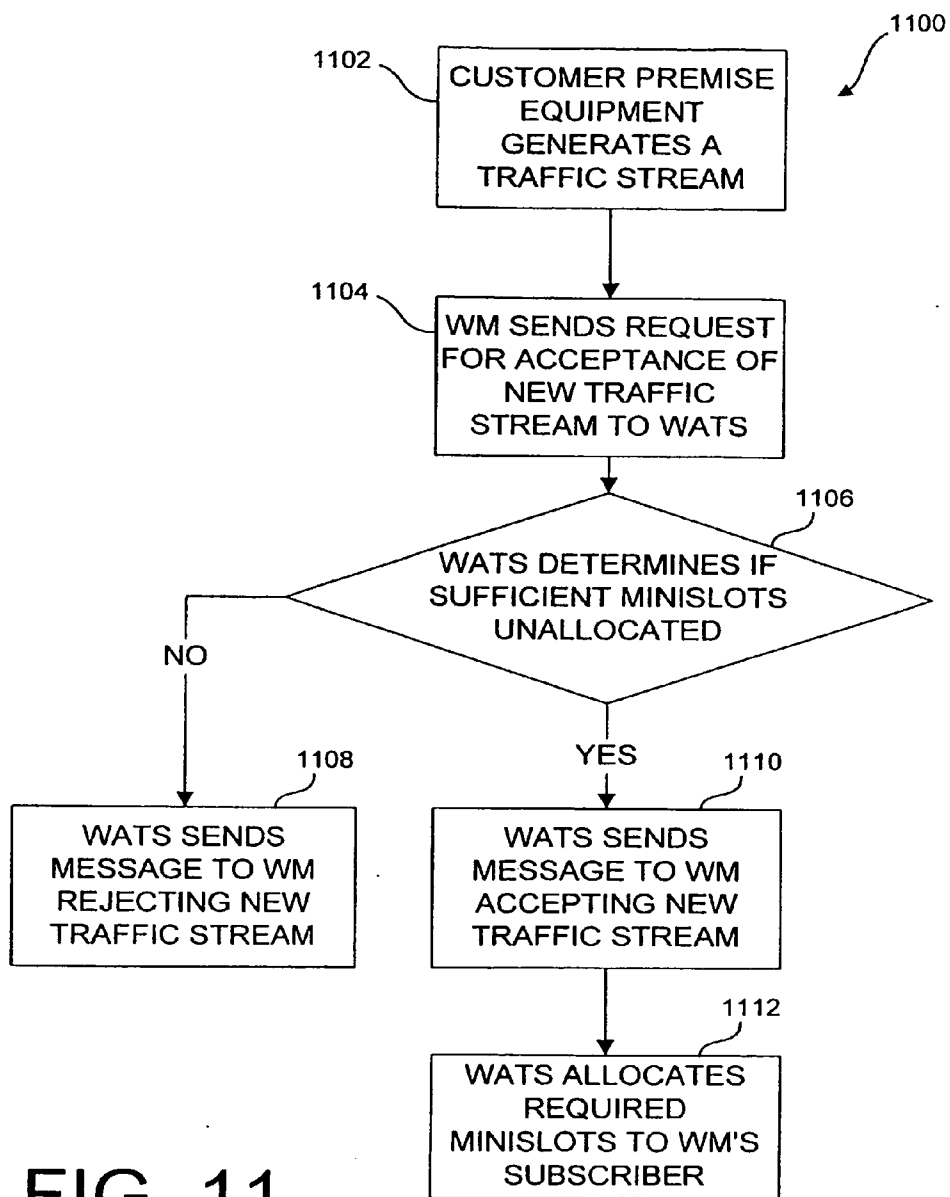 1100
1102
CUSTOMER PREMISE
EQUIPMENT
GENERATES A
TRAFFIC STREAM
1104
WM SENDS REQUEST
FOR ACCEPTANCE OF
NEW TRAFFIC
STREAM TO WATS
1106
WATS DETERMINES IF
SUFFICIENT MINISLOTS
UNALLOCATED
NO
YES
1108
WATS SENDS
MESSAGE TO WM
REJECTING NEW
TRAFFIC STREAM
1110
WATS SENDS
MESSAGE TO WM
ACCEPTING NEW
TRAFFIC STREAM
1112
WATS ALLOCATES
REQUIRED
MINISLOTS TO WM'S
SUBSCRIBER
FIG. 11